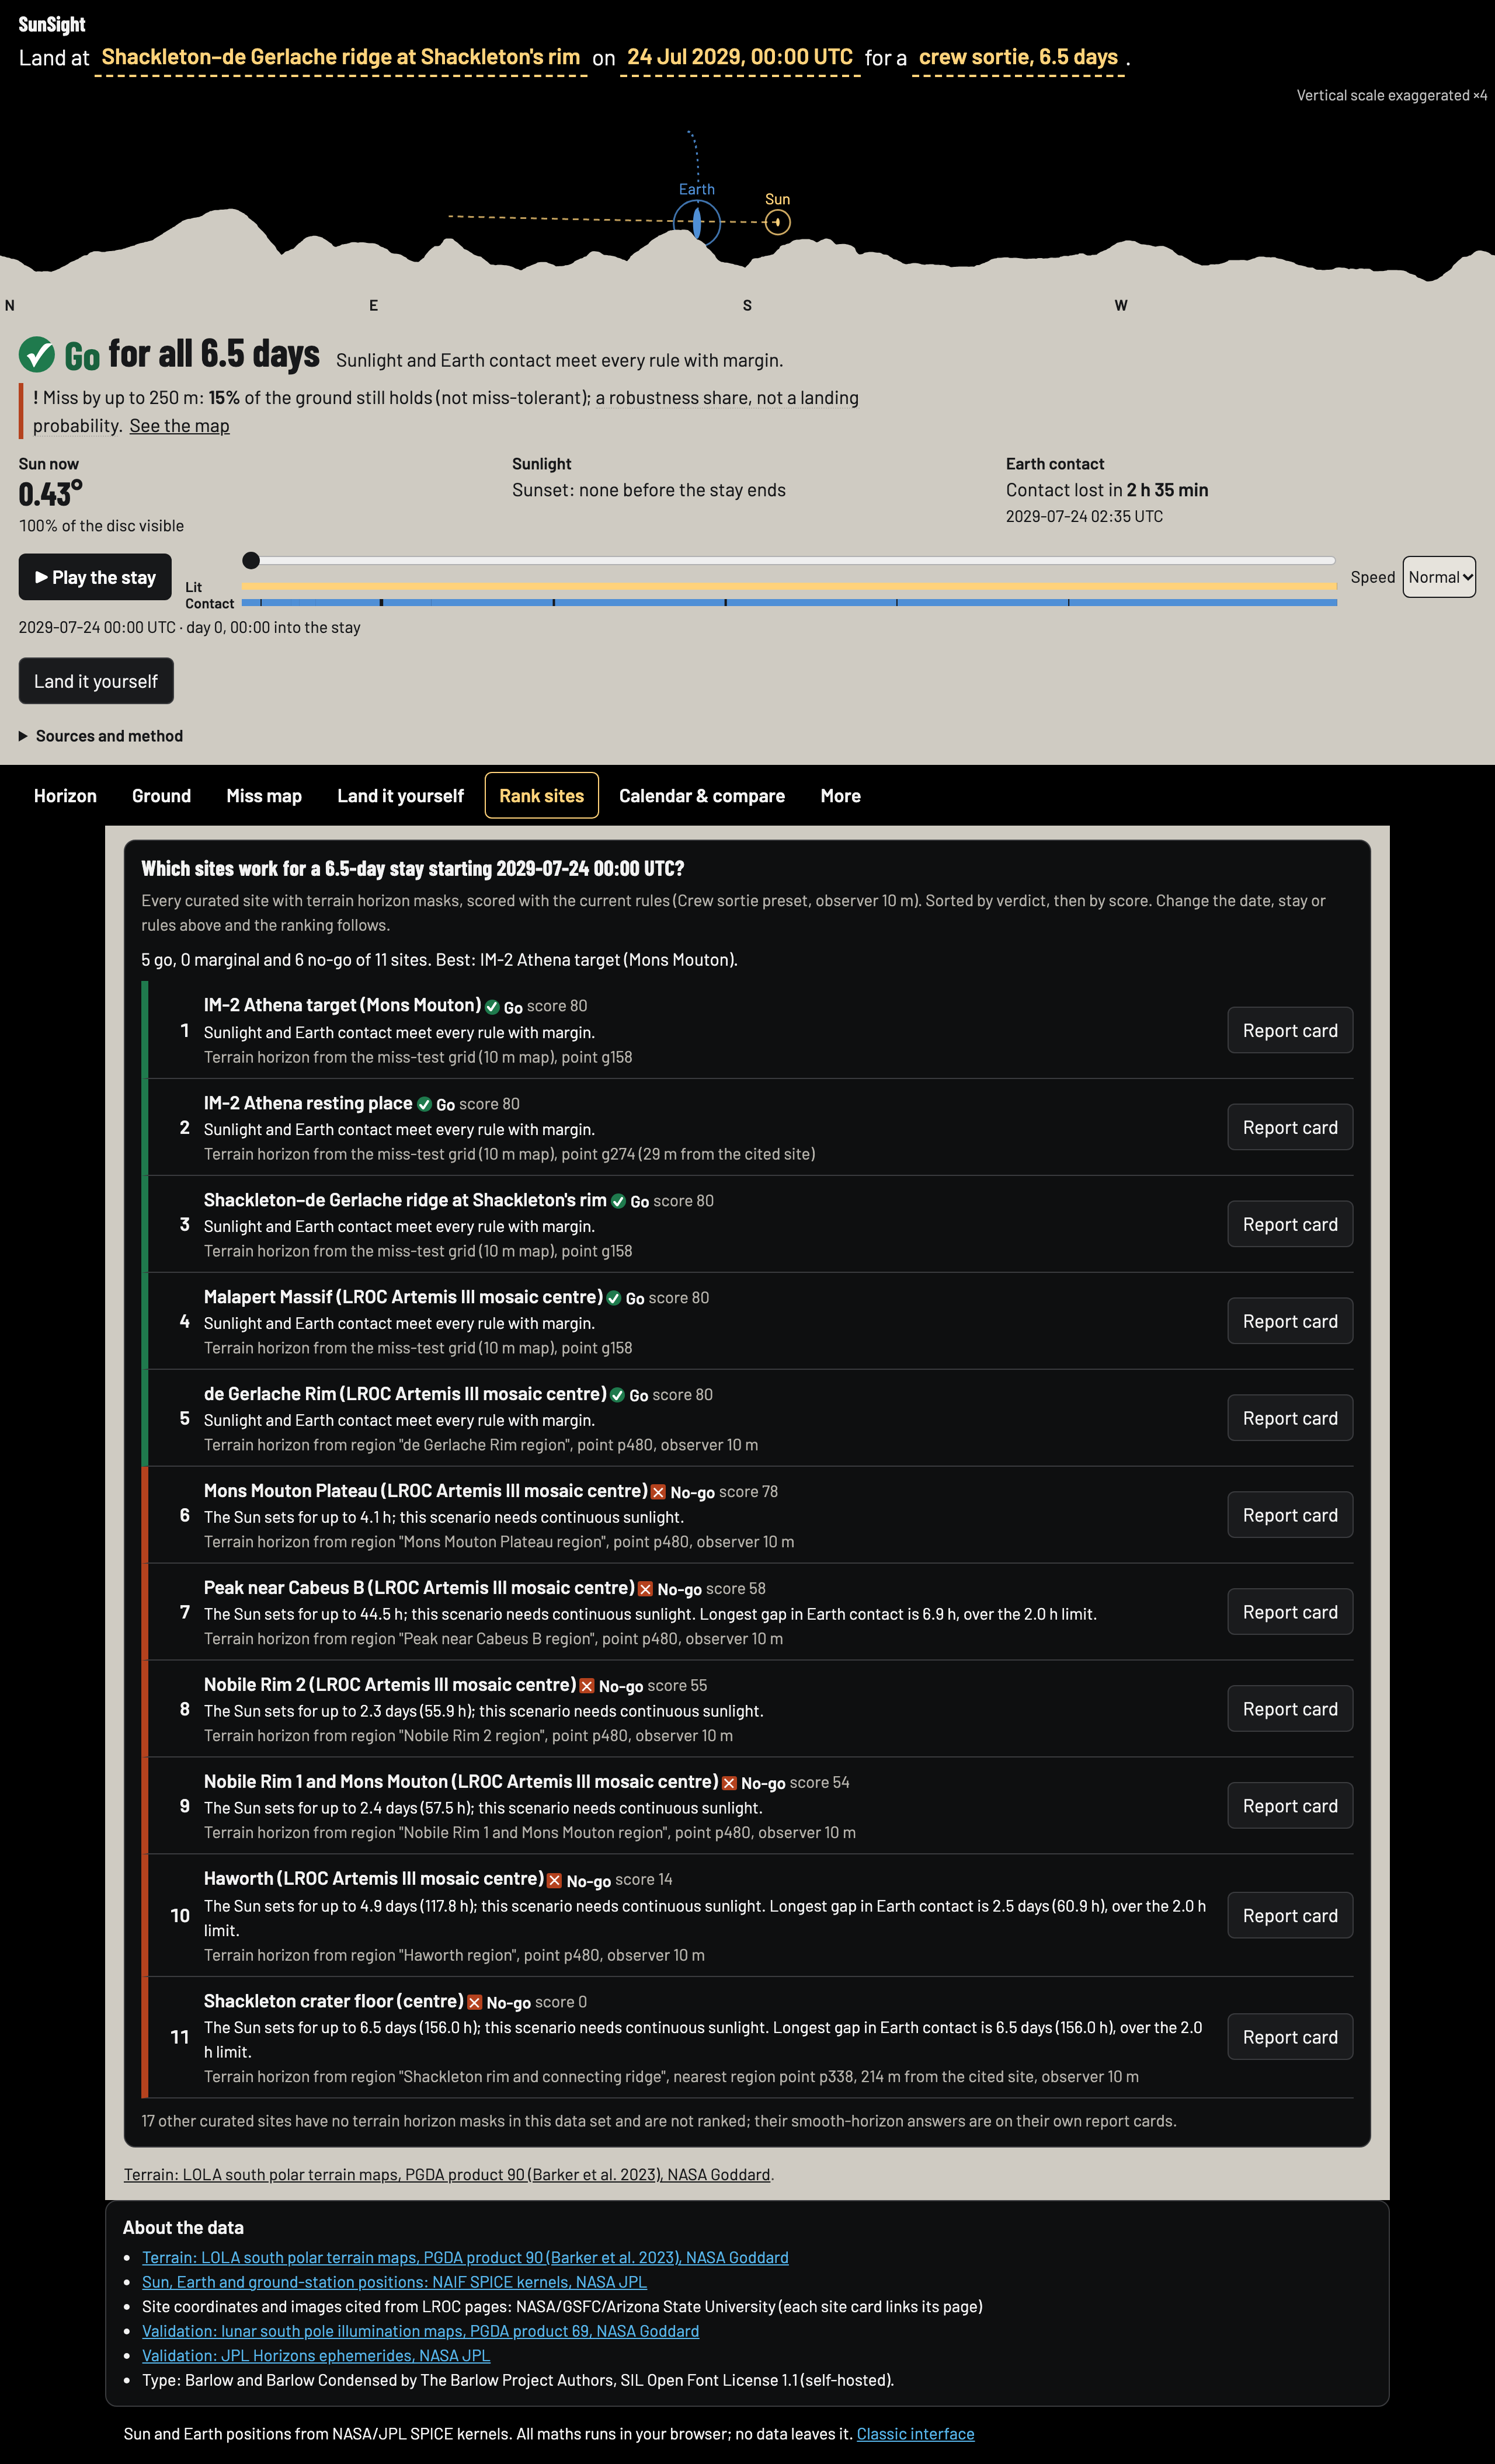 SunSight
Land at Shackleton–de Gerlache ridge at Shackleton's rim on 24 Jul 2029, 00:00 UTC for a crew sortie, 6.5 days .
Vertical scale exaggerated ×4
Earth
Sun
N E S W
Go for all 6.5 days Sunlight and Earth contact meet every rule with margin.
! Miss by up to 250 m: 15% of the ground still holds (not miss-tolerant); a robustness share, not a landing
probability. See the map
Sun now
0.43°
100% of the disc visible
Sunlight
Sunset: none before the stay ends
Earth contact
Contact lost in 2 h 35 min
2029-07-24 02:35 UTC
Play the stay
Lit
Contact
Speed Normal
2029-07-24 00:00 UTC · day 0, 00:00 into the stay
Land it yourself
Sources and method
Horizon Ground Miss map Land it yourself Rank sites Calendar & compare More
Which sites work for a 6.5-day stay starting 2029-07-24 00:00 UTC?
Every curated site with terrain horizon masks, scored with the current rules (Crew sortie preset, observer 10 m). Sorted by verdict, then by score. Change the date, stay or
rules above and the ranking follows.
5 go, 0 marginal and 6 no-go of 11 sites. Best: IM-2 Athena target (Mons Mouton).
1
IM-2 Athena target (Mons Mouton) Go score 80
Sunlight and Earth contact meet every rule with margin.
Terrain horizon from the miss-test grid (10 m map), point g158
Report card
2
IM-2 Athena resting place Go score 80
Sunlight and Earth contact meet every rule with margin.
Terrain horizon from the miss-test grid (10 m map), point g274 (29 m from the cited site)
Report card
3
Shackleton–de Gerlache ridge at Shackleton's rim Go score 80
Sunlight and Earth contact meet every rule with margin.
Terrain horizon from the miss-test grid (10 m map), point g158
Report card
4
Malapert Massif (LROC Artemis III mosaic centre) Go score 80
Sunlight and Earth contact meet every rule with margin.
Terrain horizon from the miss-test grid (10 m map), point g158
Report card
5
de Gerlache Rim (LROC Artemis III mosaic centre) Go score 80
Sunlight and Earth contact meet every rule with margin.
Terrain horizon from region "de Gerlache Rim region", point p480, observer 10 m
Report card
6
Mons Mouton Plateau (LROC Artemis III mosaic centre) No-go score 78
The Sun sets for up to 4.1 h; this scenario needs continuous sunlight.
Terrain horizon from region "Mons Mouton Plateau region", point p480, observer 10 m
Report card
7
Peak near Cabeus B (LROC Artemis III mosaic centre) No-go score 58
The Sun sets for up to 44.5 h; this scenario needs continuous sunlight. Longest gap in Earth contact is 6.9 h, over the 2.0 h limit.
Terrain horizon from region "Peak near Cabeus B region", point p480, observer 10 m
Report card
8
Nobile Rim 2 (LROC Artemis III mosaic centre) No-go score 55
The Sun sets for up to 2.3 days (55.9 h); this scenario needs continuous sunlight.
Terrain horizon from region "Nobile Rim 2 region", point p480, observer 10 m
Report card
9
Nobile Rim 1 and Mons Mouton (LROC Artemis III mosaic centre) No-go score 54
The Sun sets for up to 2.4 days (57.5 h); this scenario needs continuous sunlight.
Terrain horizon from region "Nobile Rim 1 and Mons Mouton region", point p480, observer 10 m
Report card
10
Haworth (LROC Artemis III mosaic centre) No-go score 14
The Sun sets for up to 4.9 days (117.8 h); this scenario needs continuous sunlight. Longest gap in Earth contact is 2.5 days (60.9 h), over the 2.0 h
limit.
Terrain horizon from region "Haworth region", point p480, observer 10 m
Report card
11
Shackleton crater floor (centre) No-go score 0
The Sun sets for up to 6.5 days (156.0 h); this scenario needs continuous sunlight. Longest gap in Earth contact is 6.5 days (156.0 h), over the 2.0
h limit.
Terrain horizon from region "Shackleton rim and connecting ridge", nearest region point p338, 214 m from the cited site, observer 10 m
Report card
17 other curated sites have no terrain horizon masks in this data set and are not ranked; their smooth-horizon answers are on their own report cards.
Terrain: LOLA south polar terrain maps, PGDA product 90 (Barker et al. 2023), NASA Goddard.
About the data
Terrain: LOLA south polar terrain maps, PGDA product 90 (Barker et al. 2023), NASA Goddard
Sun, Earth and ground-station positions: NAIF SPICE kernels, NASA JPL
Site coordinates and images cited from LROC pages: NASA/GSFC/Arizona State University (each site card links its page)
Validation: lunar south pole illumination maps, PGDA product 69, NASA Goddard
Validation: JPL Horizons ephemerides, NASA JPL
Type: Barlow and Barlow Condensed by The Barlow Project Authors, SIL Open Font License 1.1 (self-hosted).
Sun and Earth positions from NASA/JPL SPICE kernels. All maths runs in your browser; no data leaves it. Classic interface